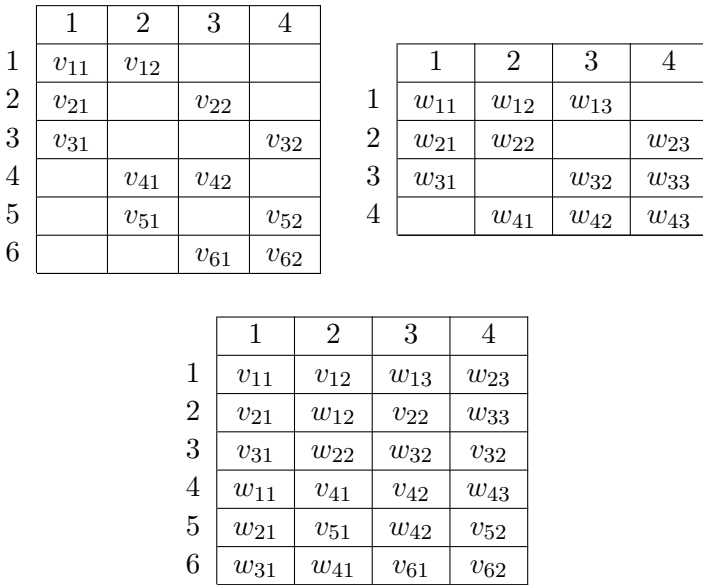 1 2 3 4
1 v₁₁ v₁₂
2 v₂₁ v₂₂
3 v₃₁ v₃₂
4 v₄₁ v₄₂
5 v₅₁ v₅₂
6 v₆₁ v₆₂
1 2 3 4
1 w₁₁ w₁₂ w₁₃
2 w₂₁ w₂₂ w₂₃
3 w₃₁ w₃₂ w₃₃
4 w₄₁ w₄₂ w₄₃
1 2 3 4
1 v₁₁ v₁₂ w₁₃ w₂₃
2 v₂₁ w₁₂ v₂₂ w₃₃
3 v₃₁ w₂₂ w₃₂ v₃₂
4 w₁₁ v₄₁ v₄₂ w₄₃
5 w₂₁ v₅₁ w₄₂ v₅₂
6 w₃₁ w₄₁ v₆₁ v₆₂